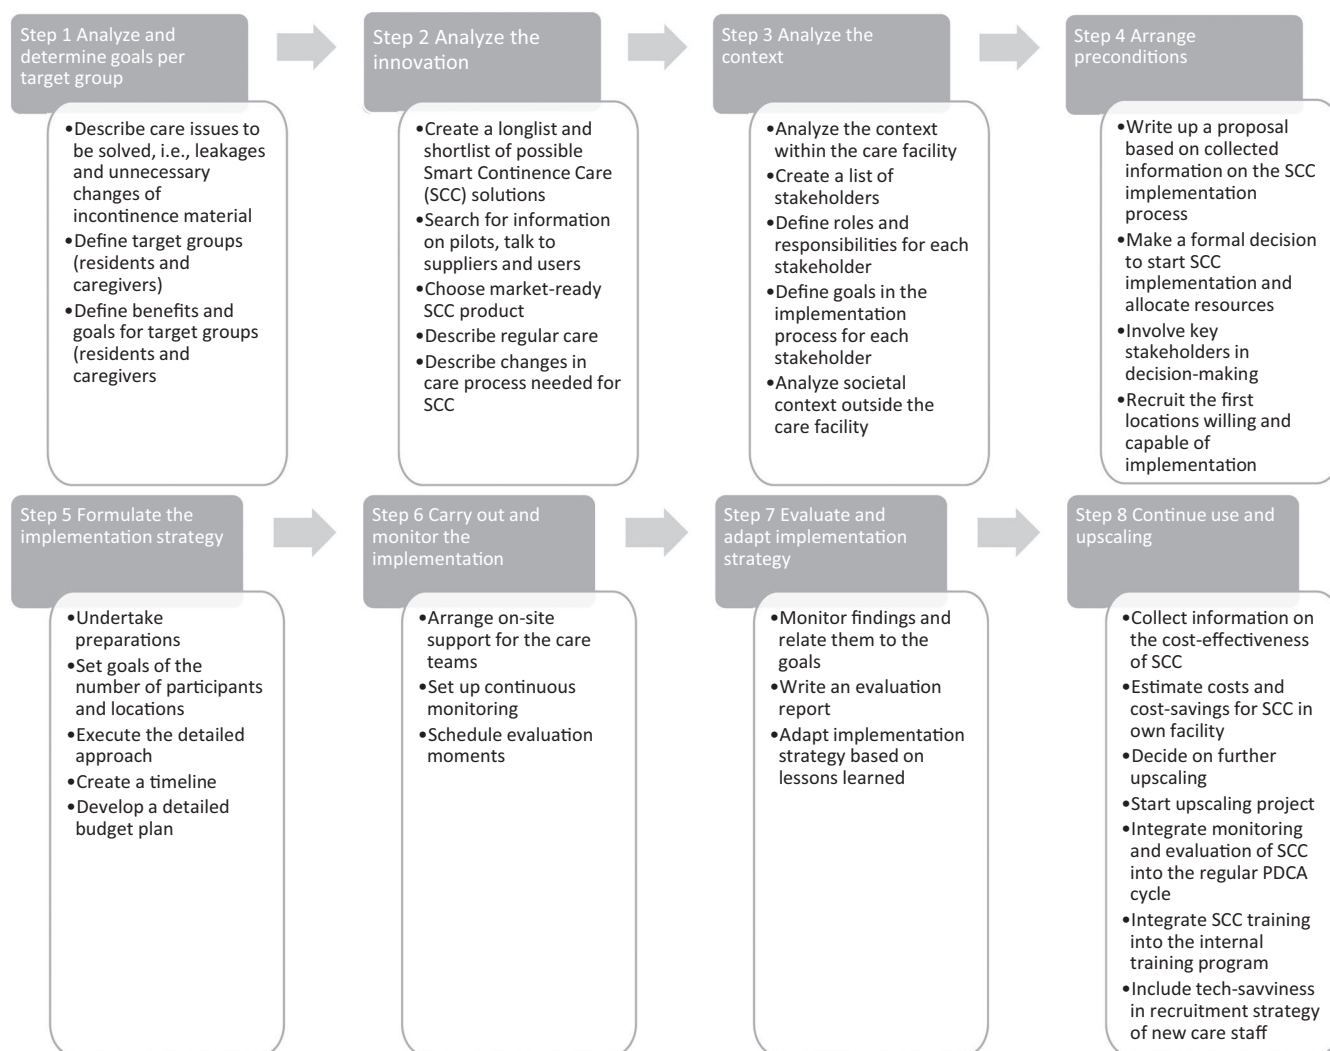 Step 1 Analyze and
determine goals per
target group
•Describe care issues to
be solved, i.e., leakages
and unnecessary
changes of
incontinence material
•Define target groups
(residents and
caregivers)
•Define benefits and
goals for target groups
(residents and
caregivers
Step 2 Analyze the
innovation
•Create a longlist and
shortlist of possible
Smart Continence Care
(SCC) solutions
•Search for information
on pilots, talk to
suppliers and users
•Choose market-ready
SCC product
•Describe regular care
•Describe changes in
care process needed for
SCC
Step 3 Analyze the
context
•Analyze the context
within the care facility
•Create a list of
stakeholders
•Define roles and
responsibilities for each
stakeholder
•Define goals in the
implementation
process for each
stakeholder
•Analyze societal
context outside the
care facility
Step 4 Arrange
preconditions
•Write up a proposal
based on collected
information on the SCC
implementation
process
•Make a formal decision
to start SCC
implementation and
allocate resources
•Involve key
stakeholders in
decision-making
•Recruit the first
locations willing and
capable of
implementation
Step 5 Formulate the
implementation strategy
•Undertake
preparations
•Set goals of the
number of participants
and locations
•Execute the detailed
approach
•Create a timeline
•Develop a detailed
budget plan
Step 6 Carry out and
monitor the
implementation
•Arrange on-site
support for the care
teams
•Set up continuous
monitoring
•Schedule evaluation
moments
Step 7 Evaluate and
adapt implementation
strategy
•Monitor findings and
relate them to the
goals
•Write an evaluation
report
•Adapt implementation
strategy based on
lessons learned
Step 8 Continue use and
upscaling
•Collect information on
the cost-effectiveness
of SCC
•Estimate costs and
cost-savings for SCC in
own facility
•Decide on further
upscaling
•Start upscaling project
•Integrate monitoring
and evaluation of SCC
into the regular PDCA
cycle
•Integrate SCC training
into the internal
training program
•Include tech-savviness
in recruitment strategy
of new care staff